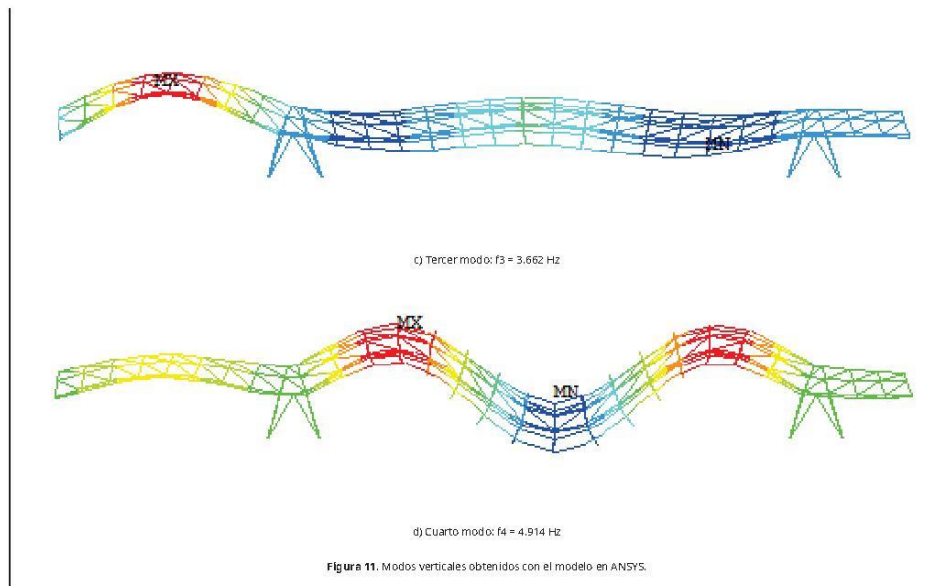 MX
MN
c) Tercer modo: f3 = 3.662 Hz
MX
MN
d) Cuarto modo: f4 = 4.914 Hz
Figura 11. Modos verticales obtenidos con el modelo en ANSYS.